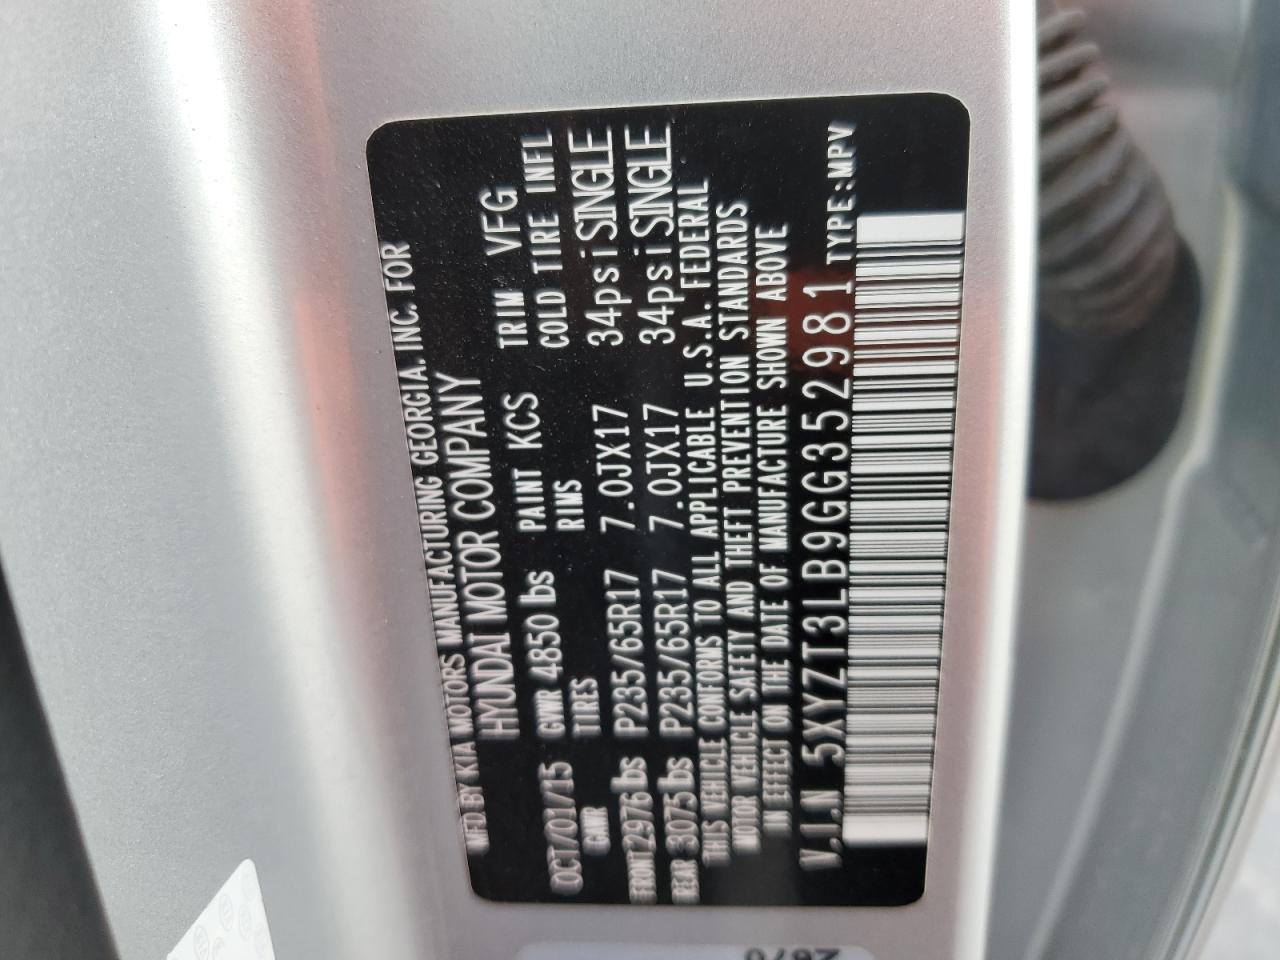 MFD BY KIA MOTORS MANUFACTURING GEORGIA. INC. FOR
HYUNDAI MOTOR COMPANY
OCT/01/15 GVWR 4850 lbs PAINT KCS TRIM VFG
GAWR TIRES RIMS COLD TIRE INFL
FRONT 2976 lbs P235/65R17 7.0JX17 34psi SINGLE
REAR 3075 lbs P235/65R17 7.0JX17 34psi SINGLE
THIS VEHICLE CONFORMS TO ALL APPLICABLE U.S.A. FEDERAL
MOTOR VEHICLE SAFETY AND THEFT PREVENTION STANDARDS
IN EFFECT ON THE DATE OF MANUFACTURE SHOWN ABOVE
V.I.N 5XYZT3LB9GG352981 TYPE:MPV